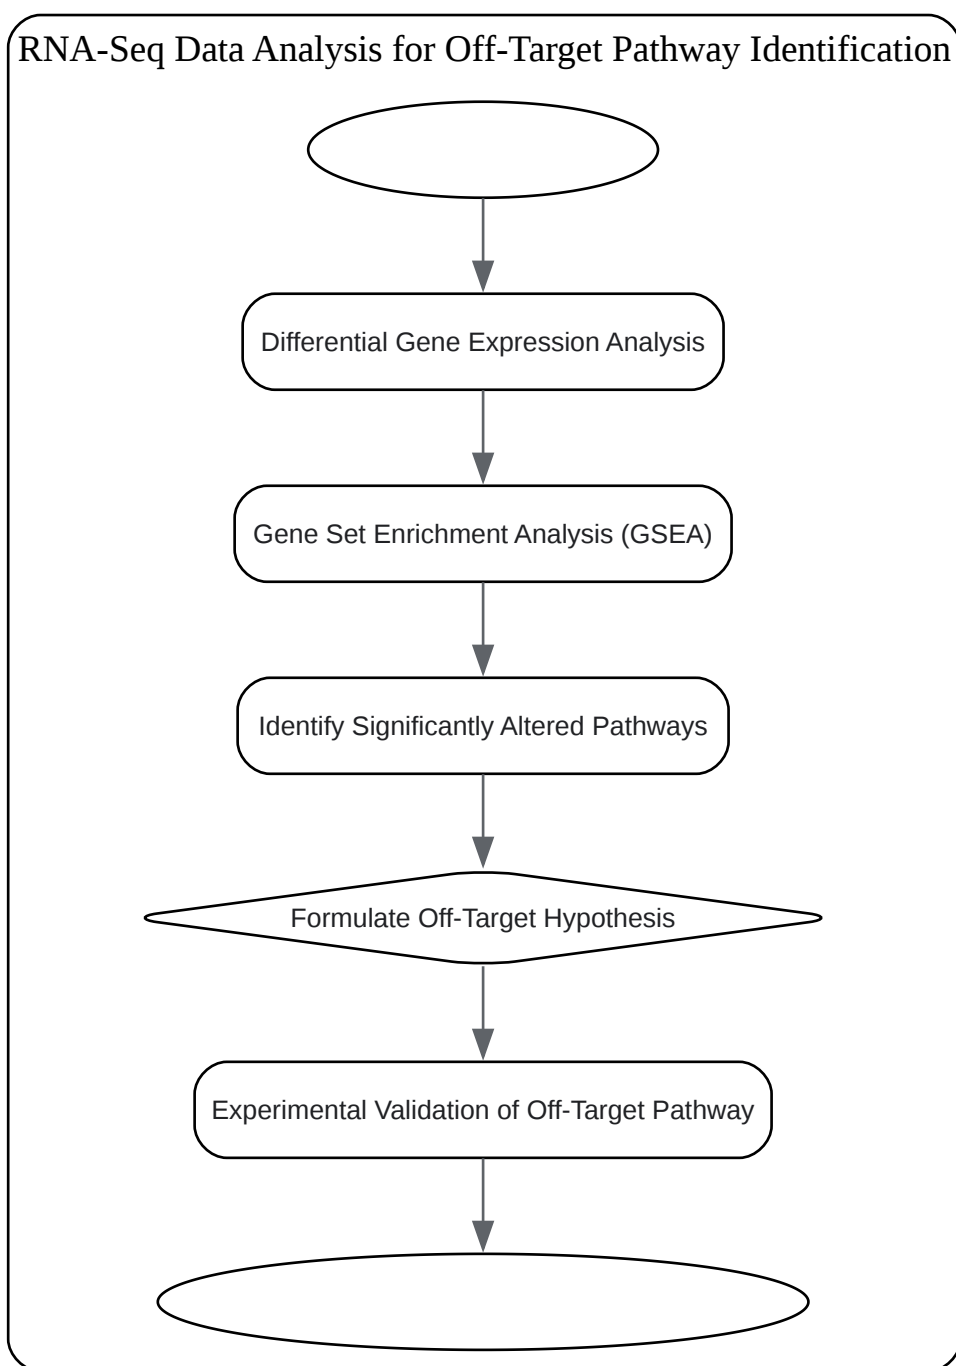 RNA-Seq Data Analysis for Off-Target Pathway Identification
Differential Gene Expression Analysis
Gene Set Enrichment Analysis (GSEA)
Identify Significantly Altered Pathways
Formulate Off-Target Hypothesis
Experimental Validation of Off-Target Pathway